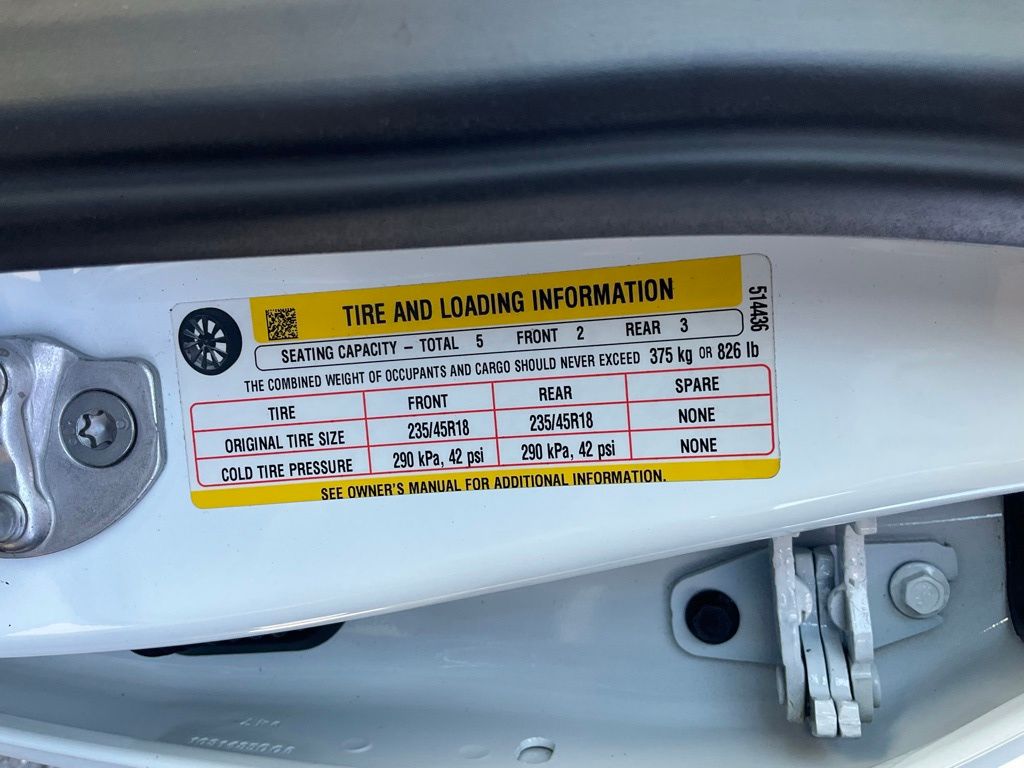 TIRE AND LOADING INFORMATION
514436
SEATING CAPACITY – TOTAL 5 FRONT 2 REAR 3
THE COMBINED WEIGHT OF OCCUPANTS AND CARGO SHOULD NEVER EXCEED 375 kg OR 826 lb
TIRE FRONT REAR SPARE
ORIGINAL TIRE SIZE 235/45R18 235/45R18 NONE
COLD TIRE PRESSURE 290 kPa, 42 psi 290 kPa, 42 psi NONE
SEE OWNER'S MANUAL FOR ADDITIONAL INFORMATION.